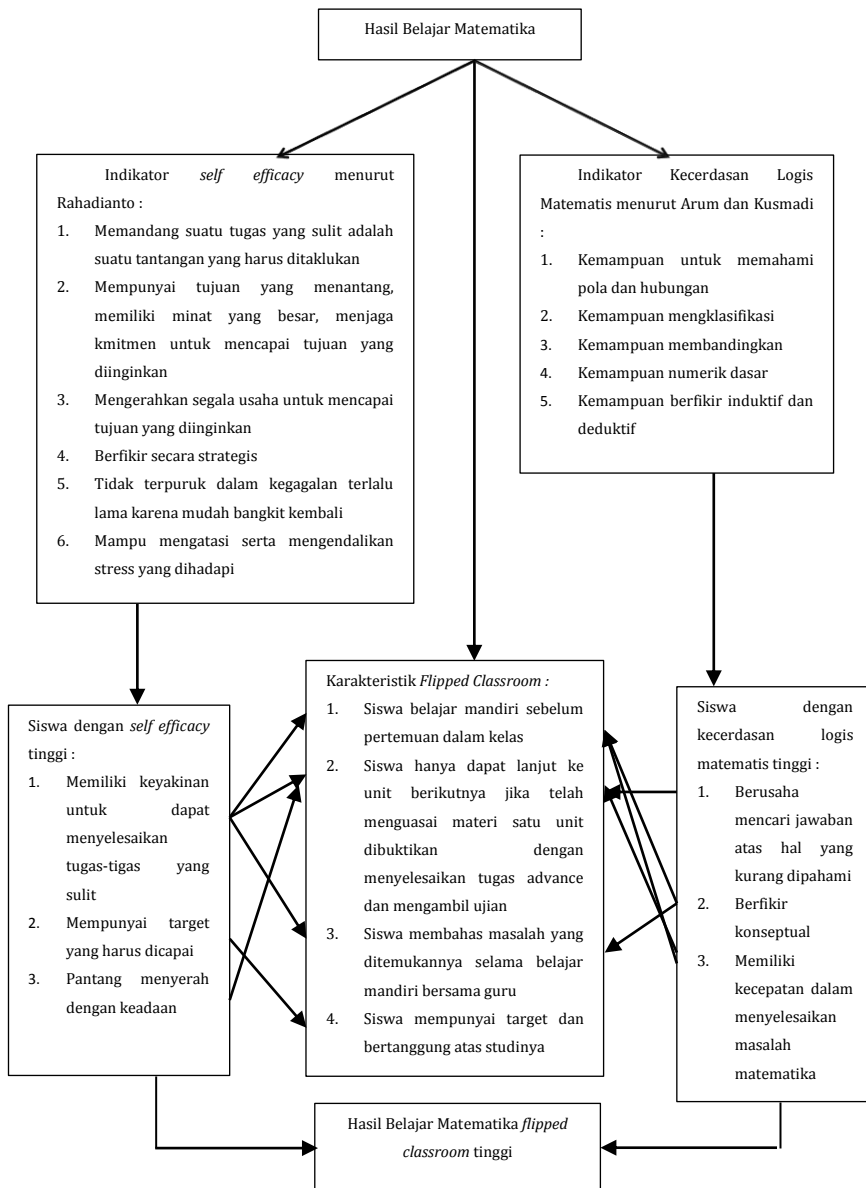 Hasil Belajar Matematika
Indikator self efficacy menurut
Rahadianto :
1. Memandang suatu tugas yang sulit adalah
suatu tantangan yang harus ditaklukan
2. Mempunyai tujuan yang menantang,
memiliki minat yang besar, menjaga
kmitmen untuk mencapai tujuan yang
diinginkan
3. Mengerahkan segala usaha untuk mencapai
tujuan yang diinginkan
4. Berfikir secara strategis
5. Tidak terpuruk dalam kegagalan terlalu
lama karena mudah bangkit kembali
6. Mampu mengatasi serta mengendalikan
stress yang dihadapi
Indikator Kecerdasan Logis
Matematis menurut Arum dan Kusmadi
:
1. Kemampuan untuk memahami
pola dan hubungan
2. Kemampuan mengklasifikasi
3. Kemampuan membandingkan
4. Kemampuan numerik dasar
5. Kemampuan berfikir induktif dan
deduktif
Siswa dengan self efficacy
tinggi :
1. Memiliki keyakinan
untuk dapat
menyelesaikan
tugas-tigas yang
sulit
2. Mempunyai target
yang harus dicapai
3. Pantang menyerah
dengan keadaan
Karakteristik Flipped Classroom :
1. Siswa belajar mandiri sebelum
pertemuan dalam kelas
2. Siswa hanya dapat lanjut ke
unit berikutnya jika telah
menguasai materi satu unit
dibuktikan dengan
menyelesaikan tugas advance
dan mengambil ujian
3. Siswa membahas masalah yang
ditemukannya selama belajar
mandiri bersama guru
4. Siswa mempunyai target dan
bertanggung atas studinya
Siswa dengan
kecerdasan logis
matematis tinggi :
1. Berusaha
mencari jawaban
atas hal yang
kurang dipahami
2. Berfikir
konseptual
3. Memiliki
kecepatan dalam
menyelesaikan
masalah
matematika
Hasil Belajar Matematika flipped
classroom tinggi